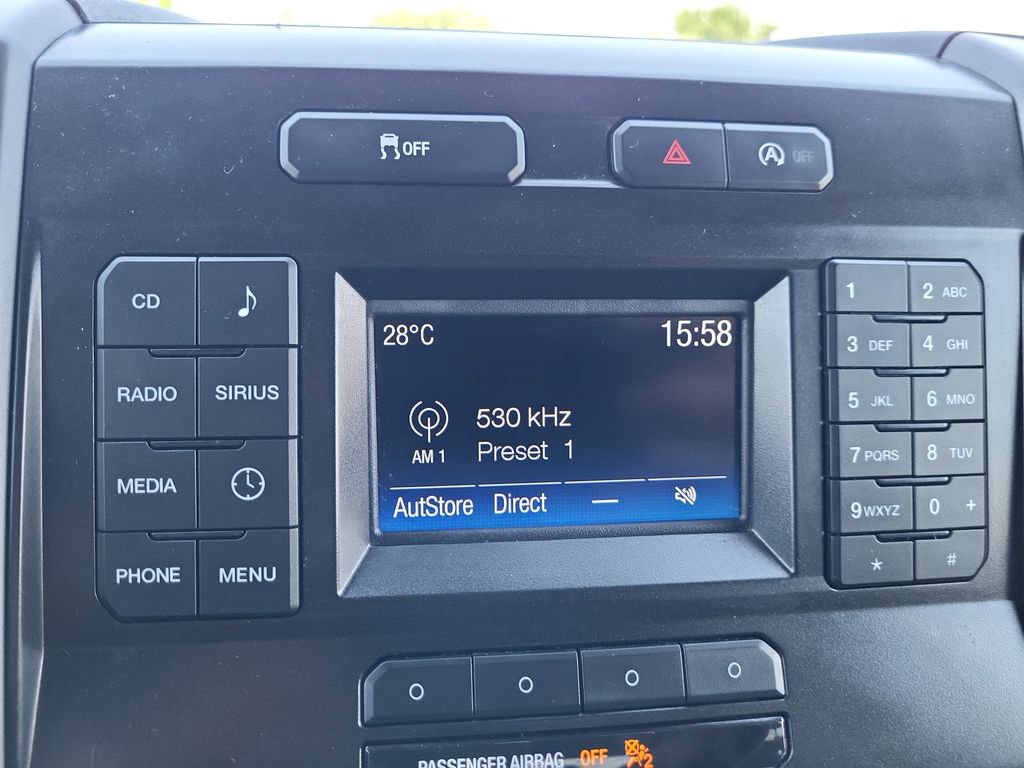 OFF
A OFF
CD
RADIO SIRIUS
MEDIA
PHONE MENU
28°C 15:58
530 kHz
AM 1 Preset 1
AutStore Direct —
1 2 ABC
3 DEF 4 GHI
5 JKL 6 MNO
7 PQRS 8 TUV
9 WXYZ 0 +
* #
PASSENGER AIRBAG OFF 2